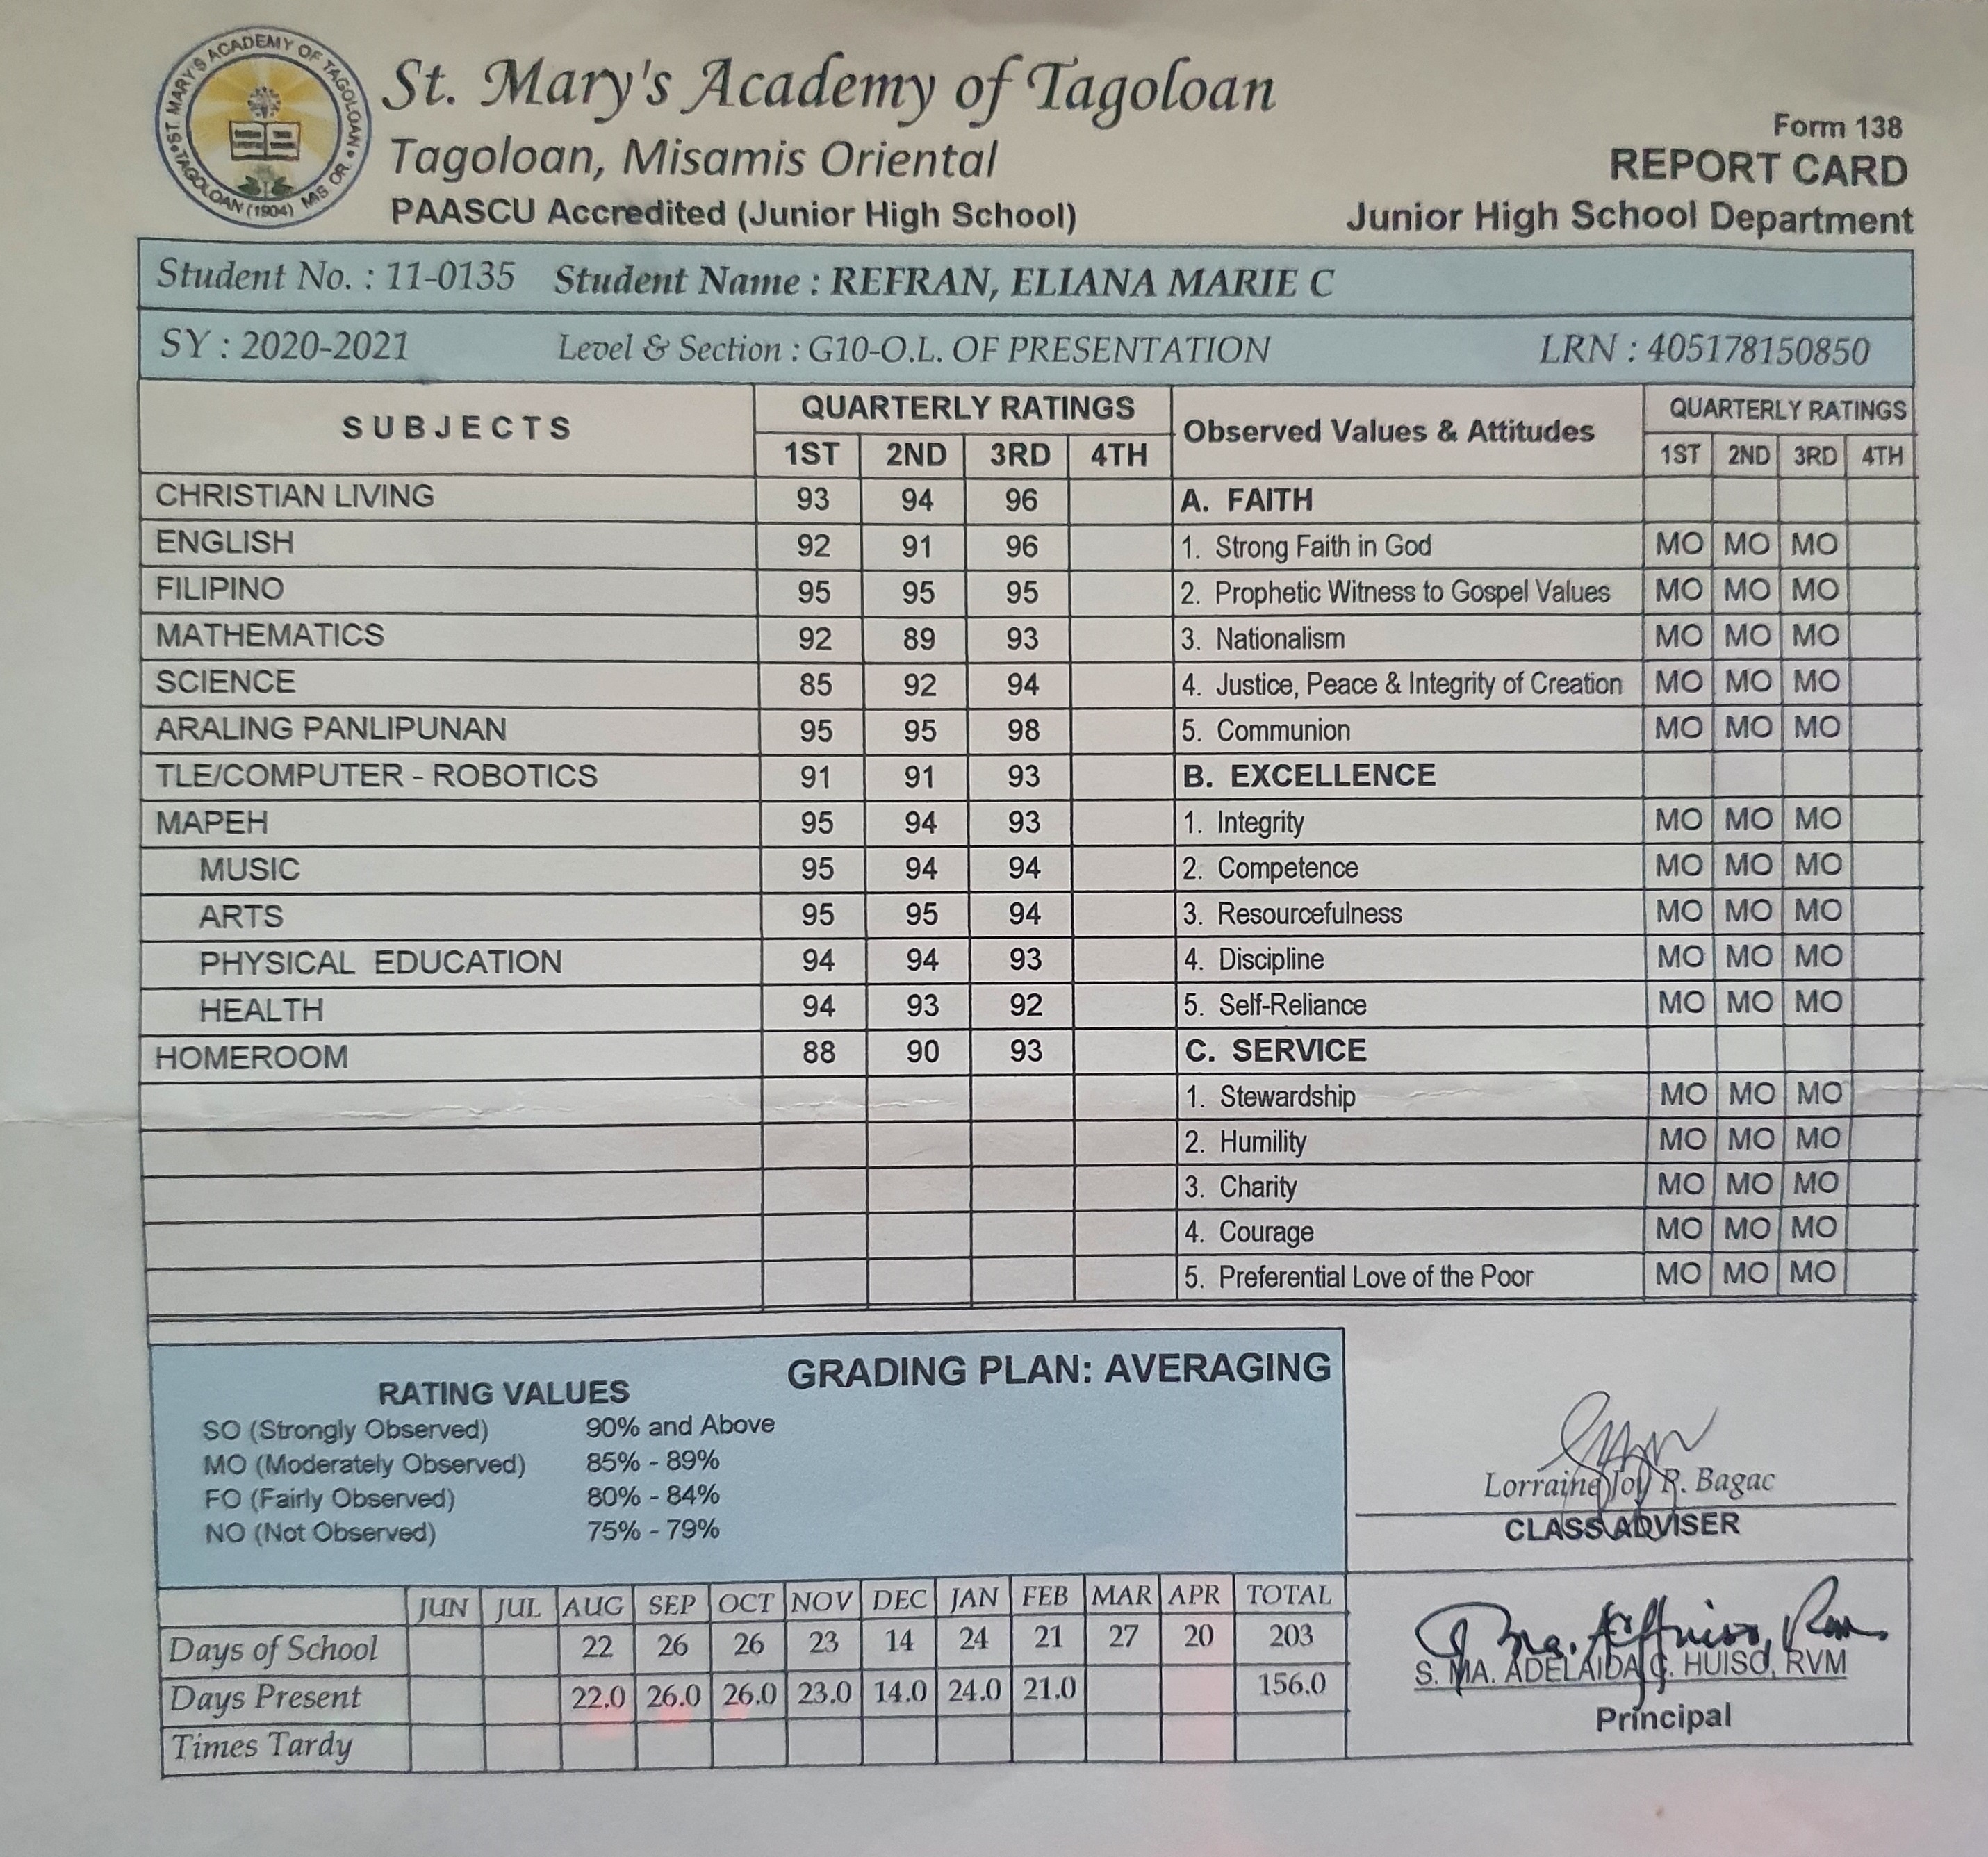 ST. MARY'S ACADEMY OF TAGOLOAN
TAGOLOAN (1904) MIS OR.
St. Mary's Academy of Tagoloan
Tagoloan, Misamis Oriental
PAASCU Accredited (Junior High School)
Form 138
REPORT CARD
Junior High School Department
Student No. : 11-0135 Student Name : REFRAN, ELIANA MARIE C
SY : 2020-2021 Level & Section : G10-O.L. OF PRESENTATION LRN : 405178150850
SUBJECTS QUARTERLY RATINGS Observed Values & Attitudes QUARTERLY RATINGS
1ST 2ND 3RD 4TH 1ST 2ND 3RD 4TH
CHRISTIAN LIVING 93 94 96 A. FAITH
ENGLISH 92 91 96 1. Strong Faith in God MO MO MO
FILIPINO 95 95 95 2. Prophetic Witness to Gospel Values MO MO MO
MATHEMATICS 92 89 93 3. Nationalism MO MO MO
SCIENCE 85 92 94 4. Justice, Peace & Integrity of Creation MO MO MO
ARALING PANLIPUNAN 95 95 98 5. Communion MO MO MO
TLE/COMPUTER - ROBOTICS 91 91 93 B. EXCELLENCE
MAPEH 95 94 93 1. Integrity MO MO MO
MUSIC 95 94 94 2. Competence MO MO MO
ARTS 95 95 94 3. Resourcefulness MO MO MO
PHYSICAL EDUCATION 94 94 93 4. Discipline MO MO MO
HEALTH 94 93 92 5. Self-Reliance MO MO MO
HOMEROOM 88 90 93 C. SERVICE
1. Stewardship MO MO MO
2. Humility MO MO MO
3. Charity MO MO MO
4. Courage MO MO MO
5. Preferential Love of the Poor MO MO MO
GRADING PLAN: AVERAGING
RATING VALUES
SO (Strongly Observed) 90% and Above
MO (Moderately Observed) 85% - 89%
FO (Fairly Observed) 80% - 84%
NO (Not Observed) 75% - 79%
Lorraine Joy R. Bagac
CLASS ADVISER
JUN JUL AUG SEP OCT NOV DEC JAN FEB MAR APR TOTAL
Days of School 22 26 26 23 14 24 21 27 20 203
Days Present 22.0 26.0 26.0 23.0 14.0 24.0 21.0 156.0
Times Tardy
S. MA. ADELAIDA G. HUISO, RVM
Principal